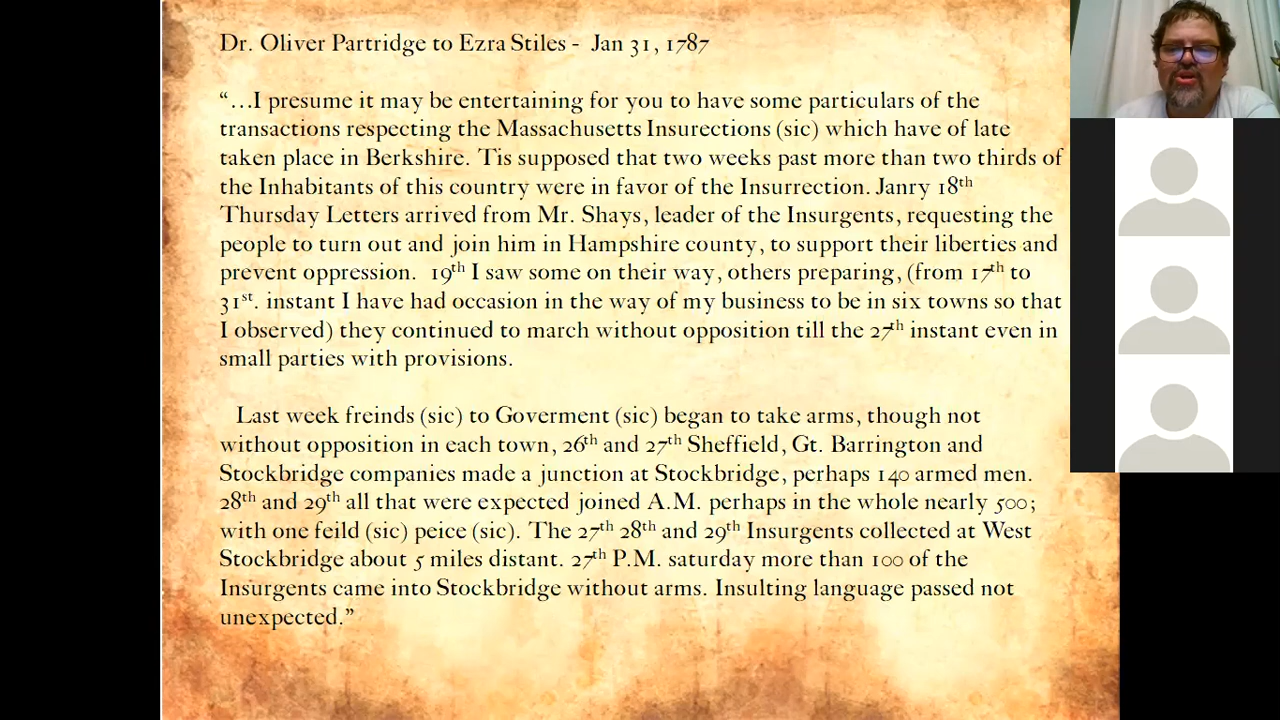 Dr. Oliver Partridge to Ezra Stiles - Jan 31, 1787
“…I presume it may be entertaining for you to have some particulars of the
transactions respecting the Massachusetts Insurections (sic) which have of late
taken place in Berkshire. Tis supposed that two weeks past more than two thirds of
the Inhabitants of this country were in favor of the Insurrection. Janry 18th
Thursday Letters arrived from Mr. Shays, leader of the Insurgents, requesting the
people to turn out and join him in Hampshire county, to support their liberties and
prevent oppression. 19th I saw some on their way, others preparing, (from 17th to
31st. instant I have had occasion in the way of my business to be in six towns so that
I observed) they continued to march without opposition till the 27th instant even in
small parties with provisions.
Last week freinds (sic) to Goverment (sic) began to take arms, though not
without opposition in each town, 26th and 27th Sheffield, Gt. Barrington and
Stockbridge companies made a junction at Stockbridge, perhaps 140 armed men.
28th and 29th all that were expected joined A.M. perhaps in the whole nearly 500;
with one feild (sic) peice (sic). The 27th 28th and 29th Insurgents collected at West
Stockbridge about 5 miles distant. 27th P.M. saturday more than 100 of the
Insurgents came into Stockbridge without arms. Insulting language passed not
unexpected.”